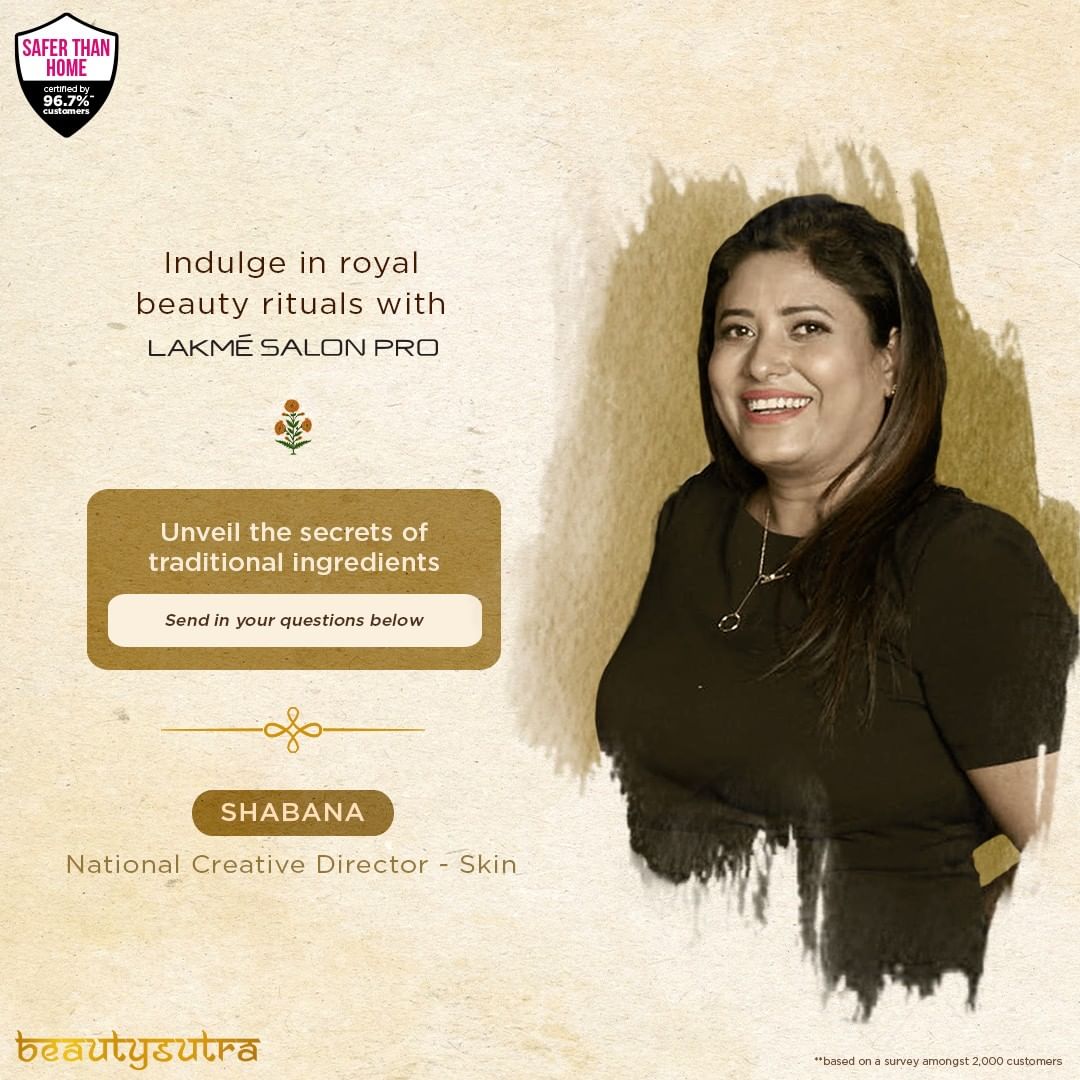 SAFER THAN
HOME
certified by
96.7%**
customers
Indulge in royal
beauty rituals with
LAKMÉ SALON PRO
Unveil the secrets of
traditional ingredients
Send in your questions below
SHABANA
National Creative Director - Skin
beautysutra
**based on a survey amongst 2,000 customers